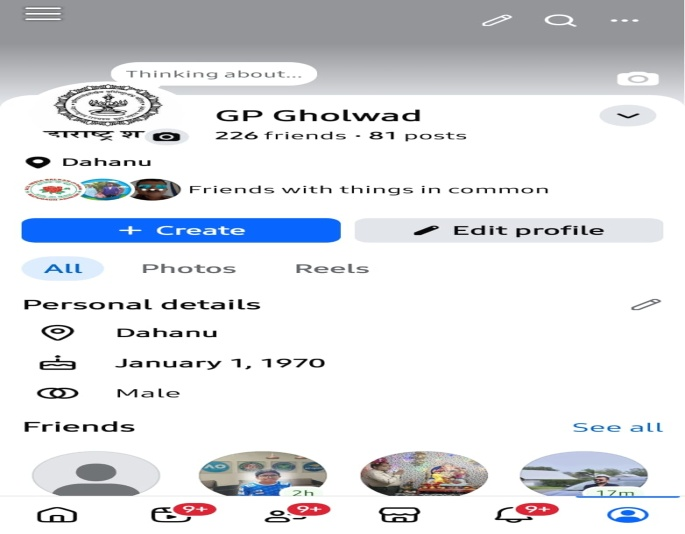 Thinking about...
GP Gholwad
226 friends · 81 posts
हाराष्ट्र श
Dahanu
Friends with things in common
+ Create
Edit profile
All Photos Reels
Personal details
Dahanu
January 1, 1970
Male
Friends
See all
2h
17m
9+
9+
9+